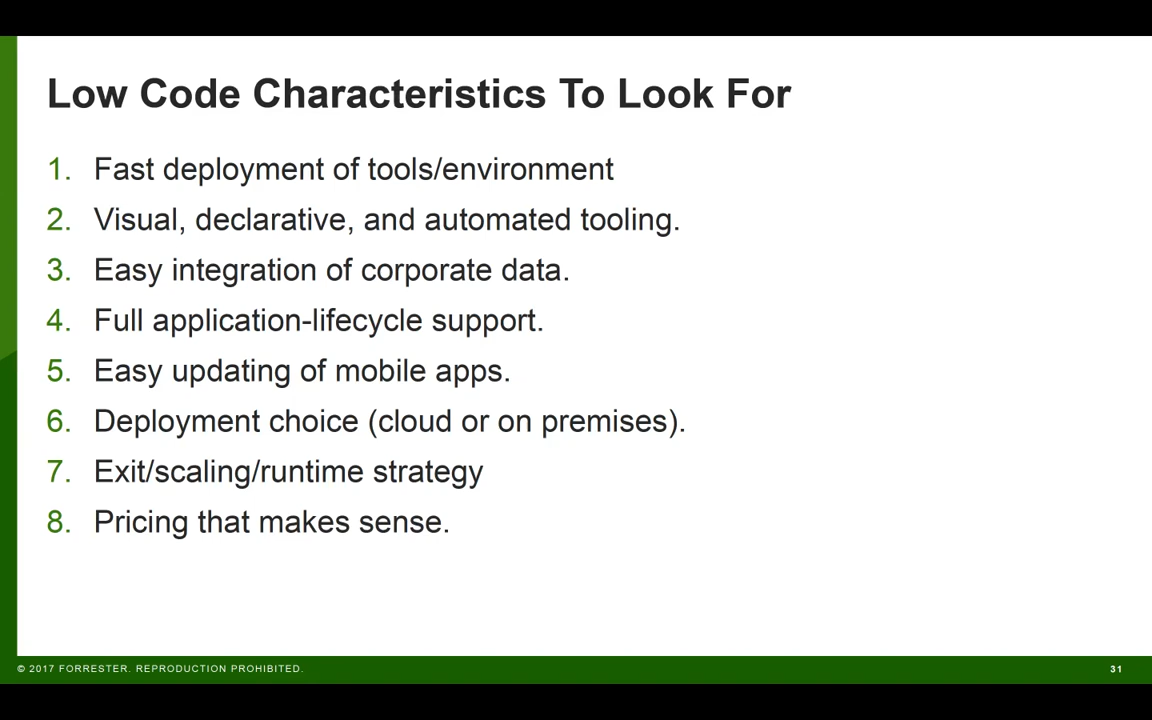 Low Code Characteristics To Look For
1. Fast deployment of tools/environment
2. Visual, declarative, and automated tooling.
3. Easy integration of corporate data.
4. Full application-lifecycle support.
5. Easy updating of mobile apps.
6. Deployment choice (cloud or on premises).
7. Exit/scaling/runtime strategy
8. Pricing that makes sense.
© 2017 FORRESTER. REPRODUCTION PROHIBITED.
31